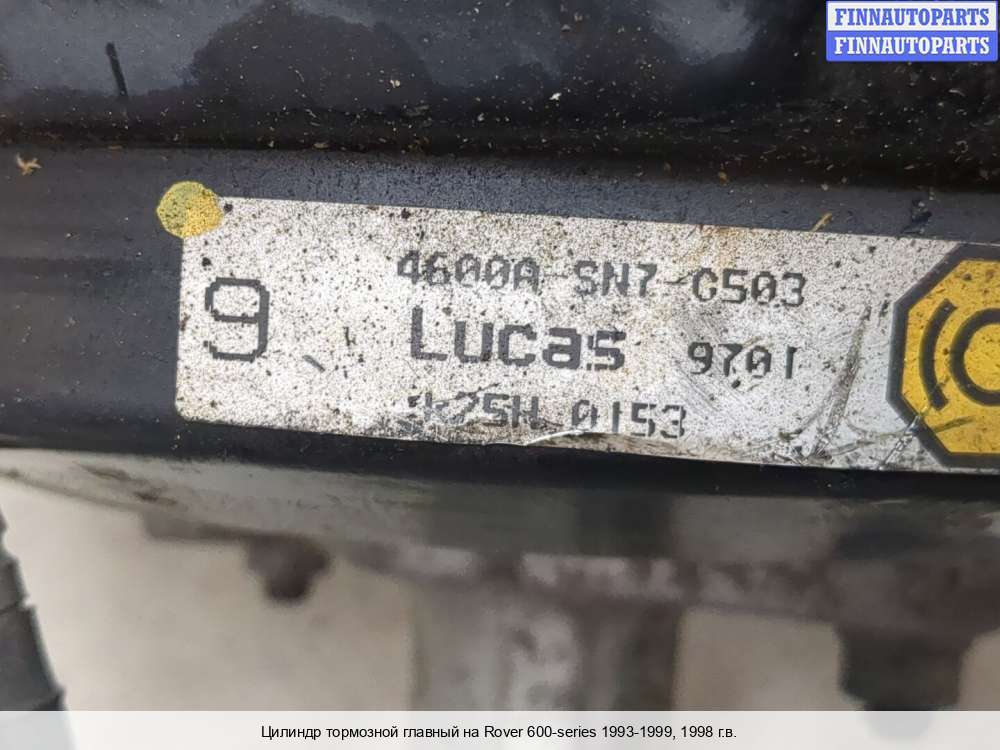 FINNAUTOPARTS
FINNAUTOPARTS
4600A-SN7-G503
9
Lucas 9701
0153
Цилиндр тормозной главный на Rover 600-series 1993-1999, 1998 г.в.